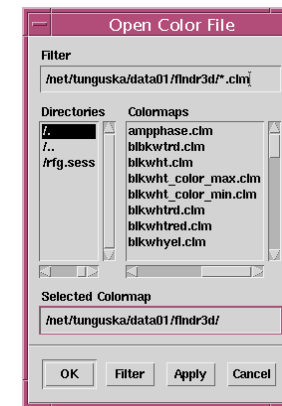 Open Color File
Filter
/net/tunguska/data01/flndr3d/*.clm
Directories Colormaps
/. ampphase.clm
/.. blbkwtrd.clm
/rfg.sess blkwht.clm
blkwht_color_max.clm
blkwht_color_min.clm
blkwhtrd.clm
blkwhtred.clm
blkwhyel.clm
Selected Colormap
/net/tunguska/data01/flndr3d/
OK Filter Apply Cancel